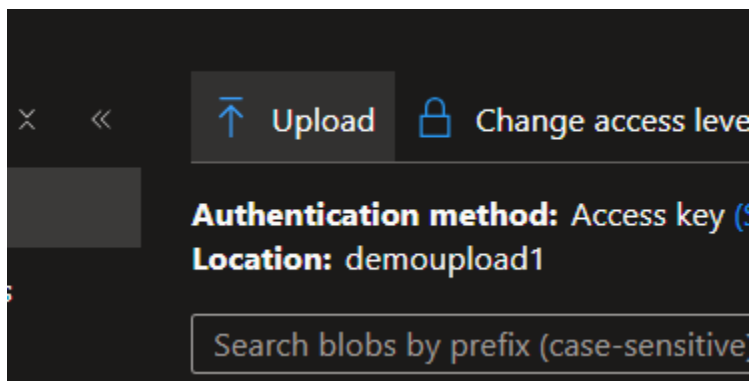 Upload Change access leve
Authentication method: Access key (S
Location: demoupload1
s
Search blobs by prefix (case-sensitive)